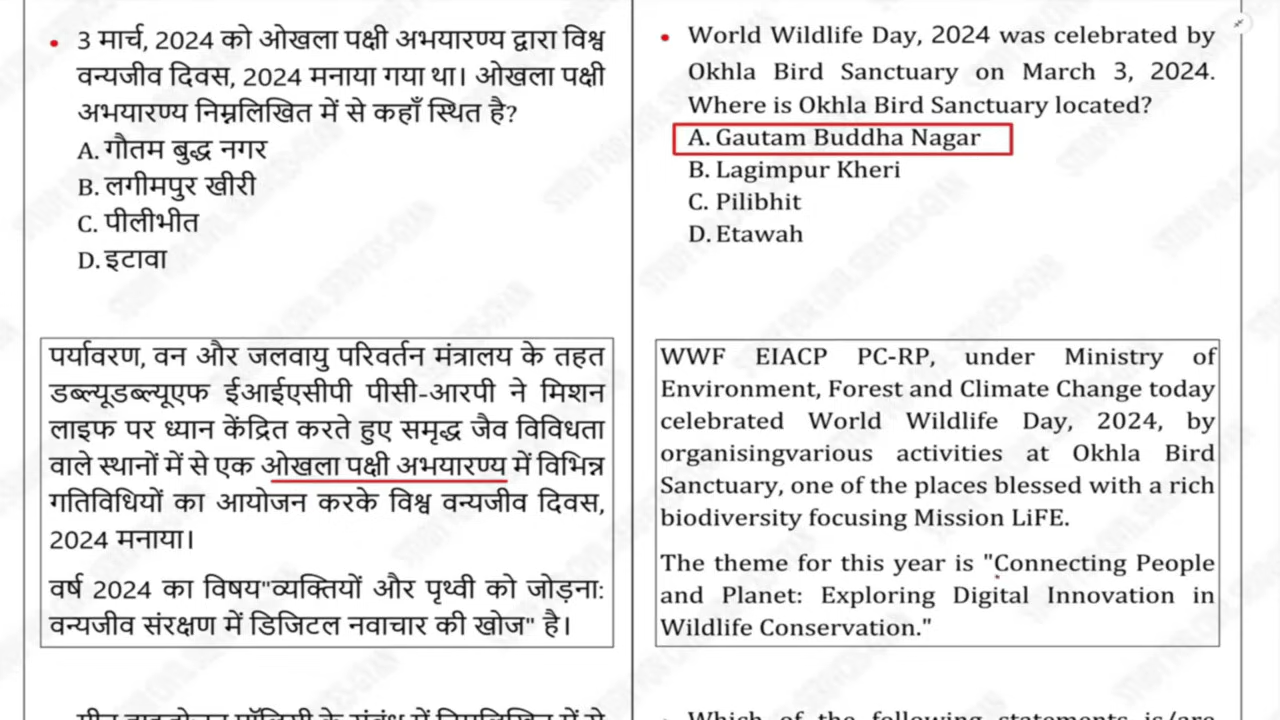 3 मार्च, 2024 को ओखला पक्षी अभयारण्य द्वारा विश्व
वन्यजीव दिवस, 2024 मनाया गया था। ओखला पक्षी
अभयारण्य निम्नलिखित में से कहाँ स्थित है?
A. गौतम बुद्ध नगर
B. लगीमपुर खीरी
C. पीलीभीत
D. इटावा
पर्यावरण, वन और जलवायु परिवर्तन मंत्रालय के तहत
डब्ल्यूडब्ल्यूएफ ईआईएसीपी पीसी-आरपी ने मिशन
लाइफ पर ध्यान केंद्रित करते हुए समृद्ध जैव विविधता
वाले स्थानों में से एक ओखला पक्षी अभयारण्य में विभिन्न
गतिविधियों का आयोजन करके विश्व वन्यजीव दिवस,
2024 मनाया।
वर्ष 2024 का विषय"व्यक्तियों और पृथ्वी को जोड़ना:
वन्यजीव संरक्षण में डिजिटल नवाचार की खोज" है।
World Wildlife Day, 2024 was celebrated by
Okhla Bird Sanctuary on March 3, 2024.
Where is Okhla Bird Sanctuary located?
A. Gautam Buddha Nagar
B. Lagimpur Kheri
C. Pilibhit
D. Etawah
WWF EIACP PC-RP, under Ministry of
Environment, Forest and Climate Change today
celebrated World Wildlife Day, 2024, by
organisingvarious activities at Okhla Bird
Sanctuary, one of the places blessed with a rich
biodiversity focusing Mission LiFE.
The theme for this year is "Connecting People
and Planet: Exploring Digital Innovation in
Wildlife Conservation."
Which of the following statements is/are